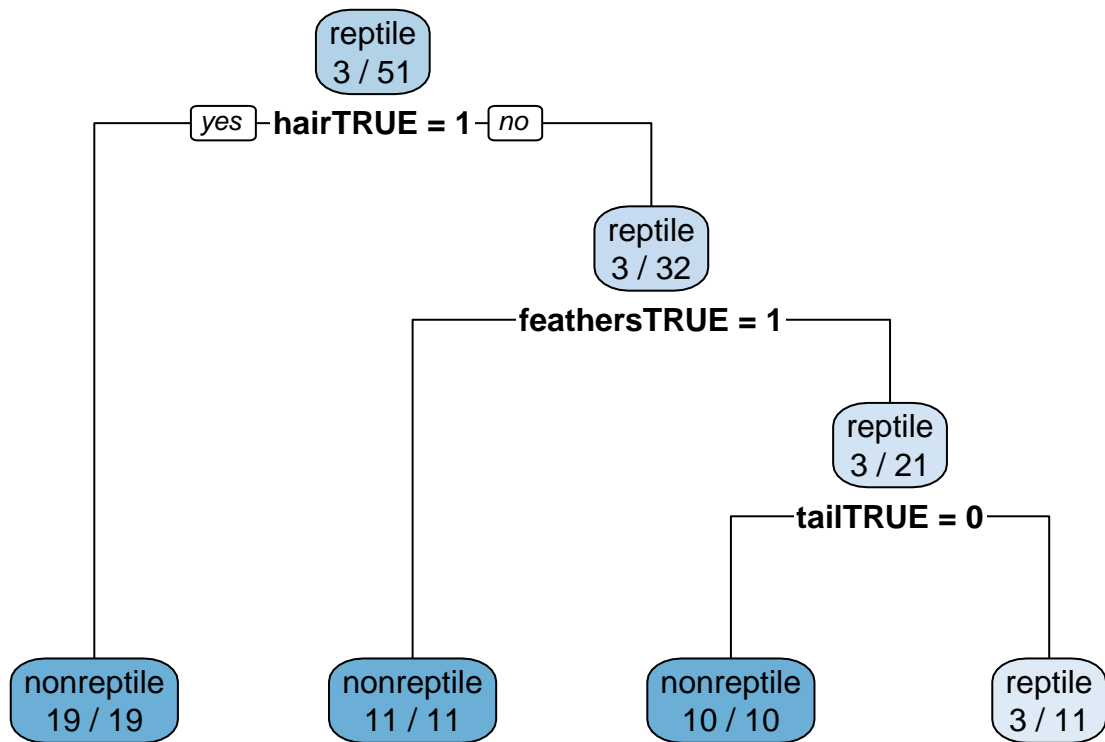 reptile
3 / 51
yes hairTRUE = 1 no
reptile
3 / 32
feathersTRUE = 1
reptile
3 / 21
tailTRUE = 0
nonreptile
19 / 19
nonreptile
11 / 11
nonreptile
10 / 10
reptile
3 / 11